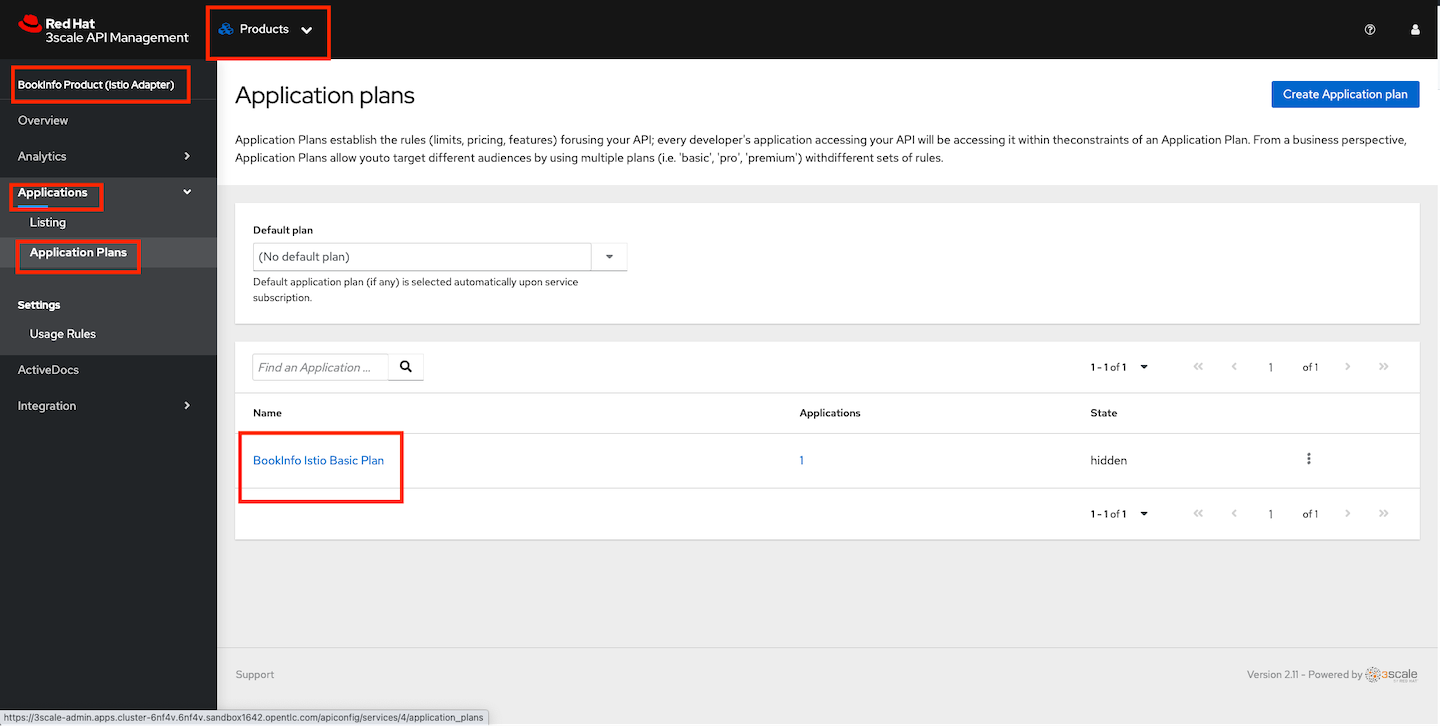 Red Hat
3scale API Management
Products
BookInfo Product (Istio Adapter)
Overview
Analytics
Applications
Listing
Application Plans
Settings
Usage Rules
ActiveDocs
Integration
Application plans
Create Application plan
Application Plans establish the rules (limits, pricing, features) forusing your API; every developer's application accessing your API will be accessing it within theconstraints of an Application Plan. From a business perspective,
Application Plans allow youto target different audiences by using multiple plans (i.e. 'basic', 'pro', 'premium') withdifferent sets of rules.
Default plan
(No default plan)
Default application plan (if any) is selected automatically upon service
subscription.
Find an Application ...
1 - 1 of 1
1 of 1
Name Applications State
BookInfo Istio Basic Plan 1 hidden
1 - 1 of 1
1 of 1
Support
Version 2.11 - Powered by 3scale
BY RED HAT
https://3scale-admin.apps.cluster-6nf4v.6nf4v.sandbox1642.opentlc.com/apiconfig/services/4/application_plans